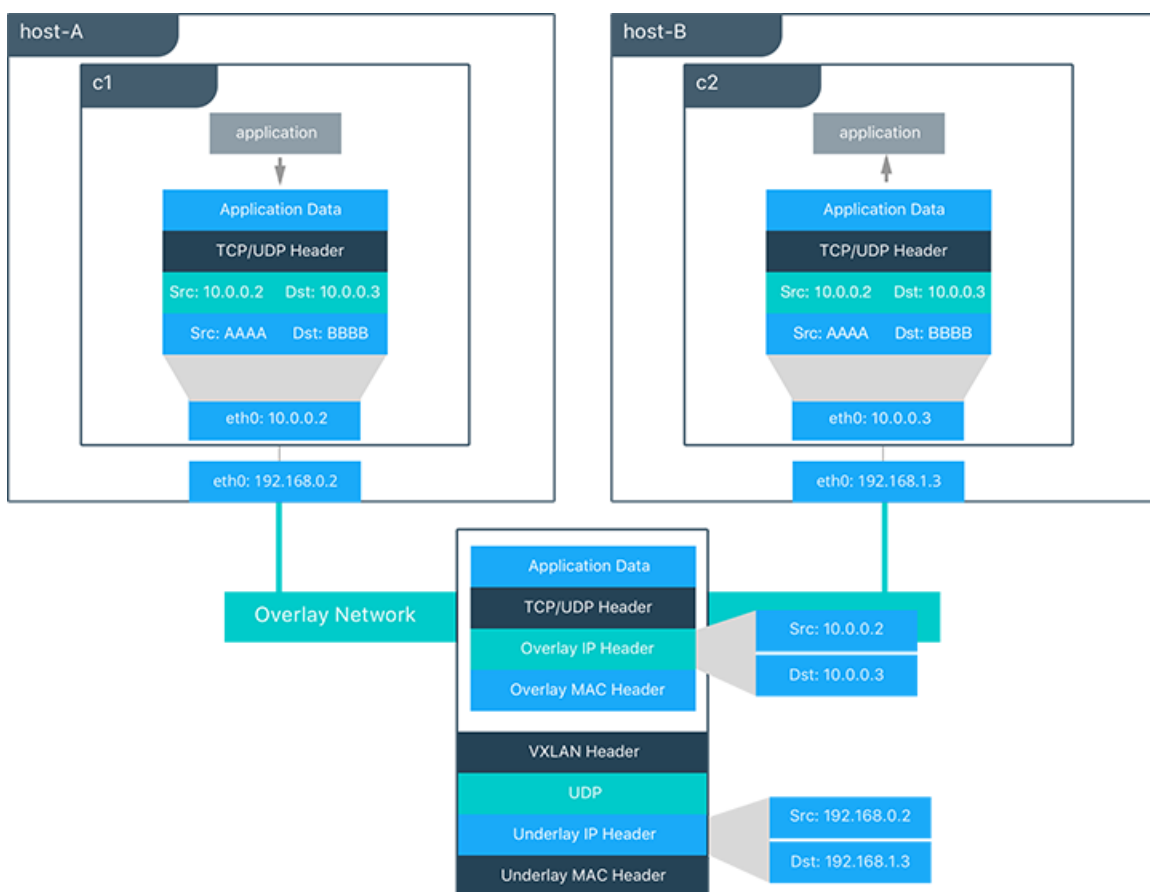 host-A
c1
application
Application Data
TCP/UDP Header
Src: 10.0.0.2 Dst: 10.0.0.3
Src: AAAA Dst: BBBB
eth0: 10.0.0.2
eth0: 192.168.0.2
host-B
c2
application
Application Data
TCP/UDP Header
Src: 10.0.0.2 Dst: 10.0.0.3
Src: AAAA Dst: BBBB
eth0: 10.0.0.3
eth0: 192.168.1.3
Overlay Network
Application Data
TCP/UDP Header
Overlay IP Header
Overlay MAC Header
Src: 10.0.0.2
Dst: 10.0.0.3
VXLAN Header
UDP
Underlay IP Header
Underlay MAC Header
Src: 192.168.0.2
Dst: 192.168.1.3